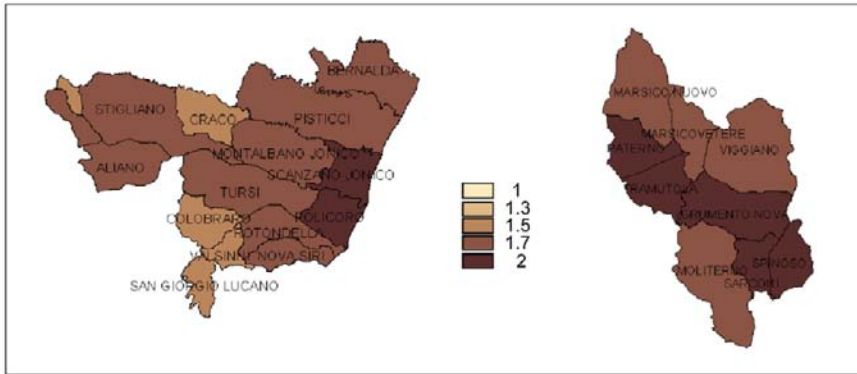 BERNALDA
STIGLIANO
CRACO
PISTICCI
ALIANO
MONTALBANO JONICO
SCANZANO JONICO
TURSI
COLOBRARO
POLICORO
ROTONDELLA
VALSINNI
NOVA SIRI
SAN GIORGIO LUCANO
1
1.3
1.5
1.7
2
MARSICO NUOVO
MARSICOVETERE
PATERNO
VIGGIANO
TRAMUTOLA
GRUMENTO NOVA
MOLITERNO
SPINOSO
SARCONI